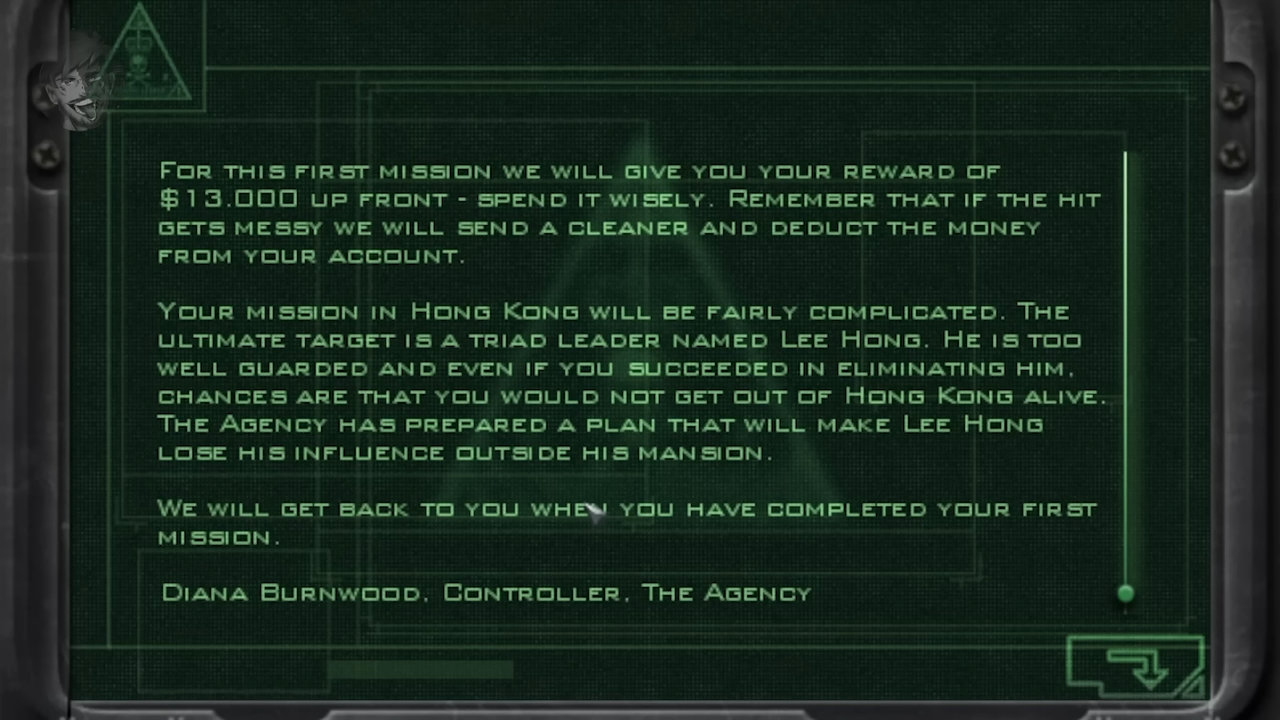 For this first mission we will give you your reward of
$13.000 up front - spend it wisely. Remember that if the hit
gets messy we will send a cleaner and deduct the money
from your account.
Your mission in Hong Kong will be fairly complicated. The
ultimate target is a triad leader named Lee Hong. He is too
well guarded and even if you succeeded in eliminating him,
chances are that you would not get out of Hong Kong alive.
The Agency has prepared a plan that will make Lee Hong
lose his influence outside his mansion.
We will get back to you when you have completed your first
mission.
Diana Burnwood, Controller, The Agency